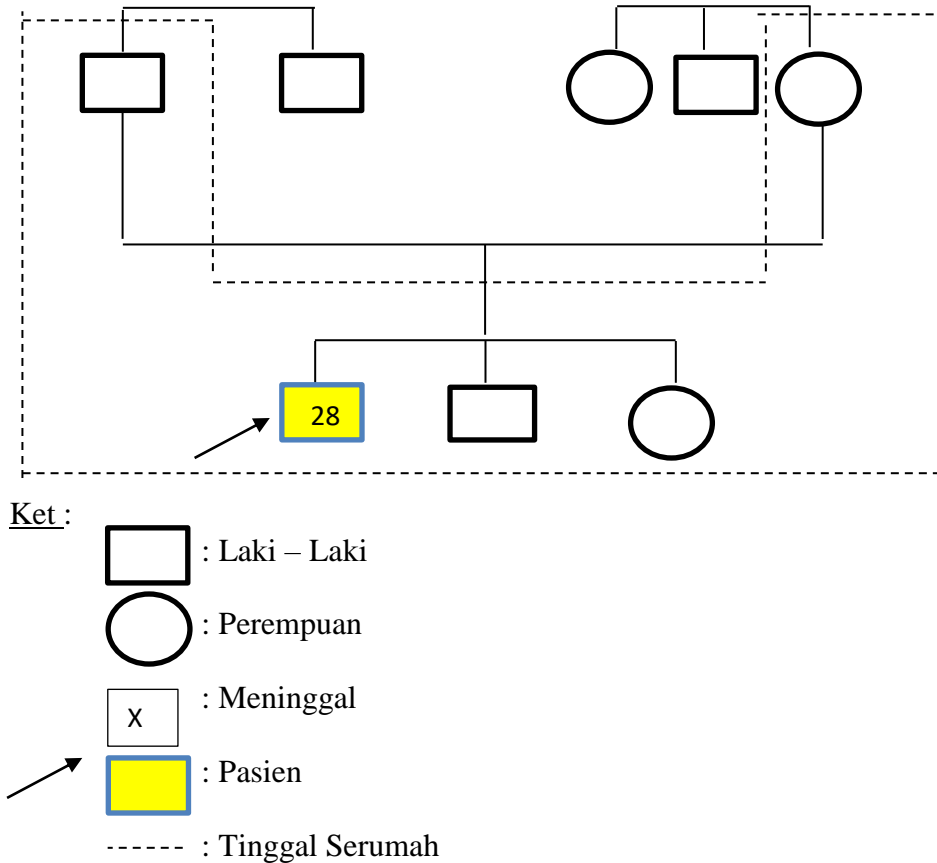 28
Ket :
: Laki – Laki
: Perempuan
X : Meninggal
: Pasien
: Tinggal Serumah